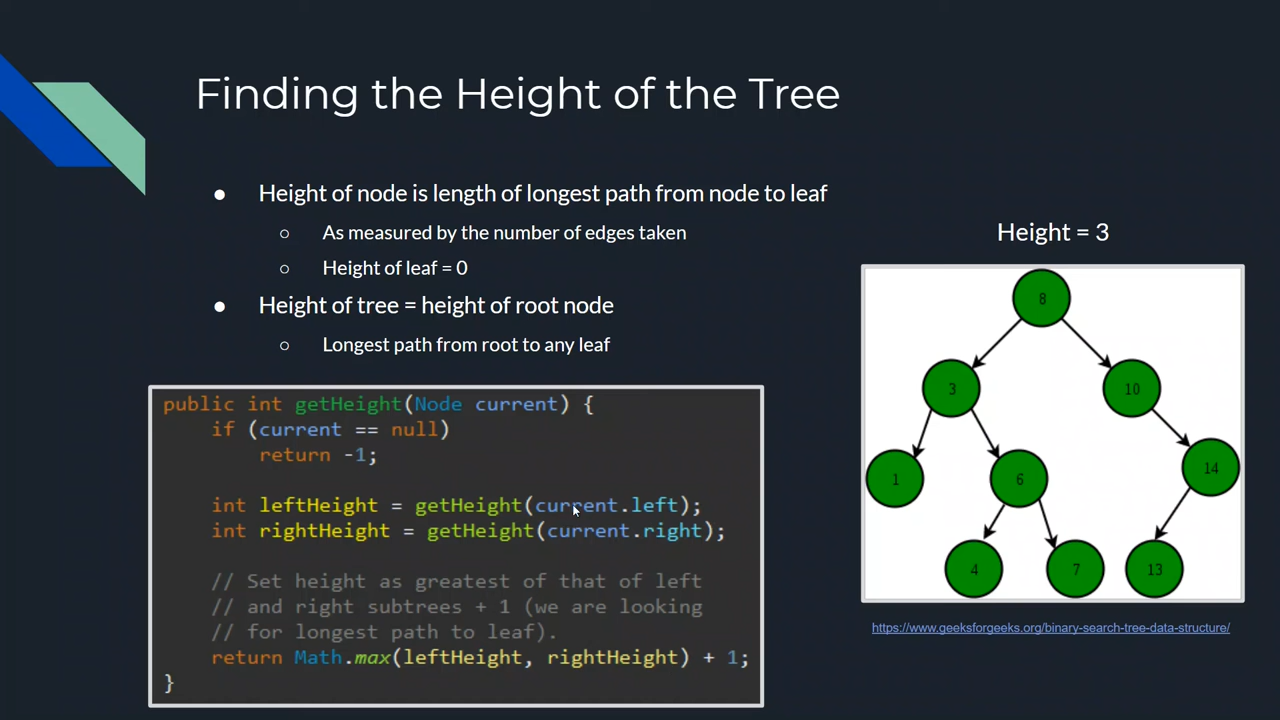 Finding the Height of the Tree
● Height of node is length of longest path from node to leaf
○ As measured by the number of edges taken
○ Height of leaf = 0
● Height of tree = height of root node
○ Longest path from root to any leaf
public int getHeight(Node current) {
    if (current == null)
        return -1;

    int leftHeight = getHeight(current.left);
    int rightHeight = getHeight(current.right);

    // Set height as greatest of that of left
    // and right subtrees + 1 (we are looking
    // for longest path to leaf).
    return Math.max(leftHeight, rightHeight) + 1;
}
Height = 3
8
3 10
1 6 14
4 7 13
https://www.geeksforgeeks.org/binary-search-tree-data-structure/